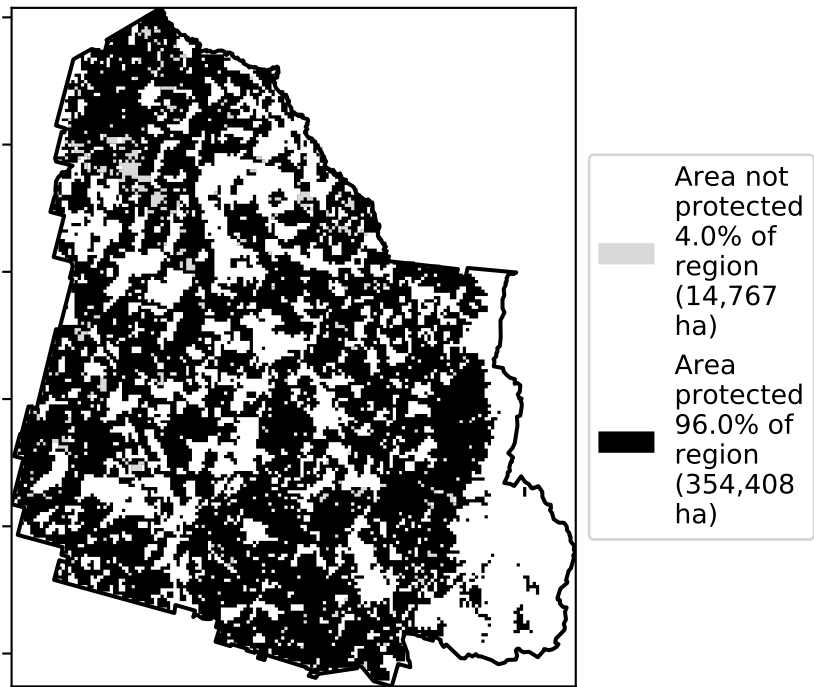 Area not
protected
4.0% of
region
(14,767
ha)
Area
protected
96.0% of
region
(354,408
ha)